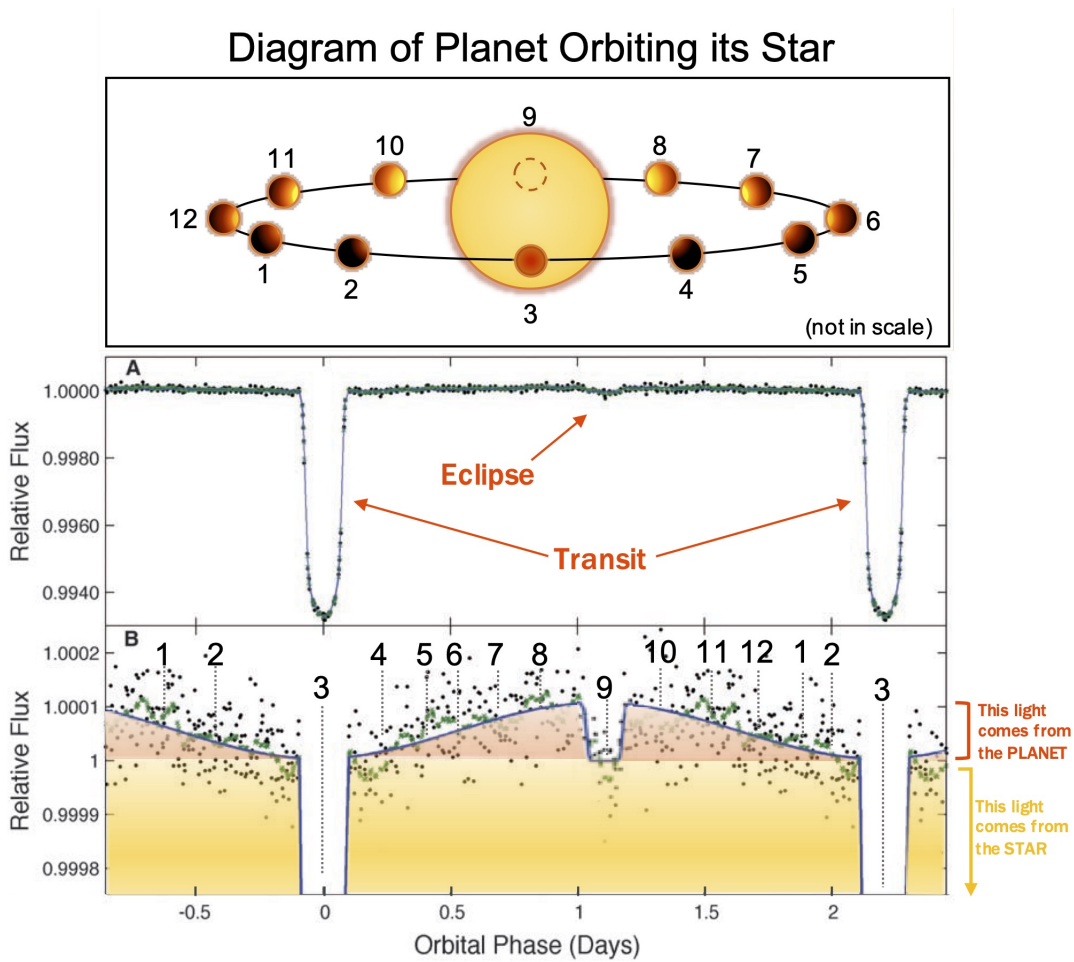 Diagram of Planet Orbiting its Star
9
10
8
11
7
12
6
1
5
2
4
3
(not in scale)
A
1.0000
0.9980
0.9960
0.9940
Relative Flux
Eclipse
Transit
B
1.0002
1.0001
1
0.9999
0.9998
Relative Flux
1
2
3
4
5
6
7
8
9
10
11
12
1
2
3
This light
comes from
the PLANET
This light
comes from
the STAR
-0.5
0
0.5
1
1.5
2
Orbital Phase (Days)